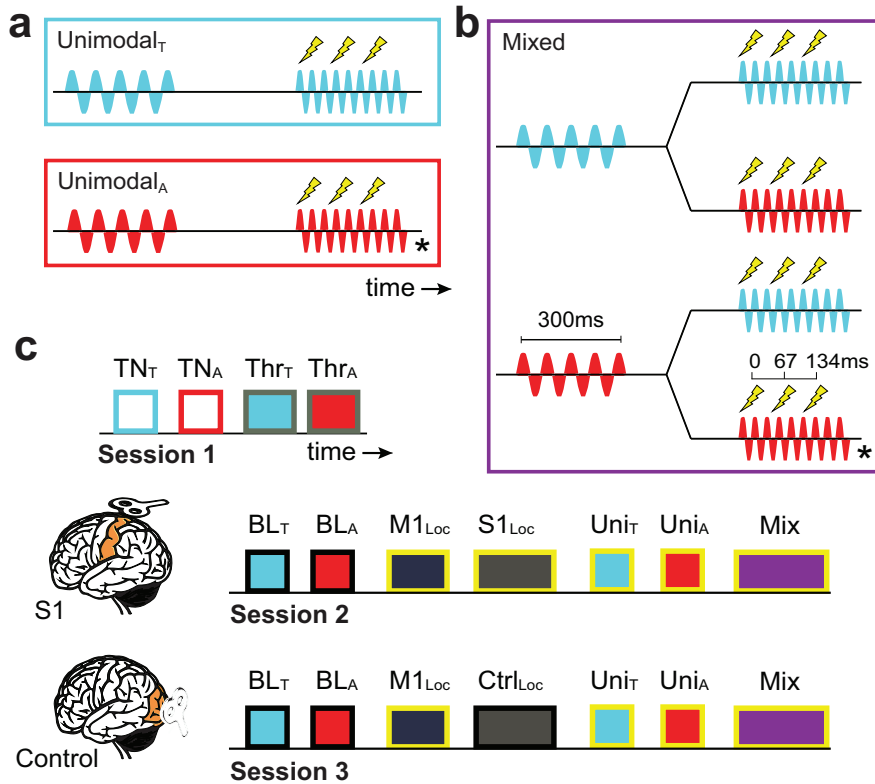 a
Unimodal_T
Unimodal_A
*
time →
b
Mixed
300ms
0 67 134ms
*
c
TN_T TN_A Thr_T Thr_A
Session 1 time →
BL_T BL_A M1_Loc S1_Loc Uni_T Uni_A Mix
S1
Session 2
BL_T BL_A M1_Loc Ctrl_Loc Uni_T Uni_A Mix
Control
Session 3